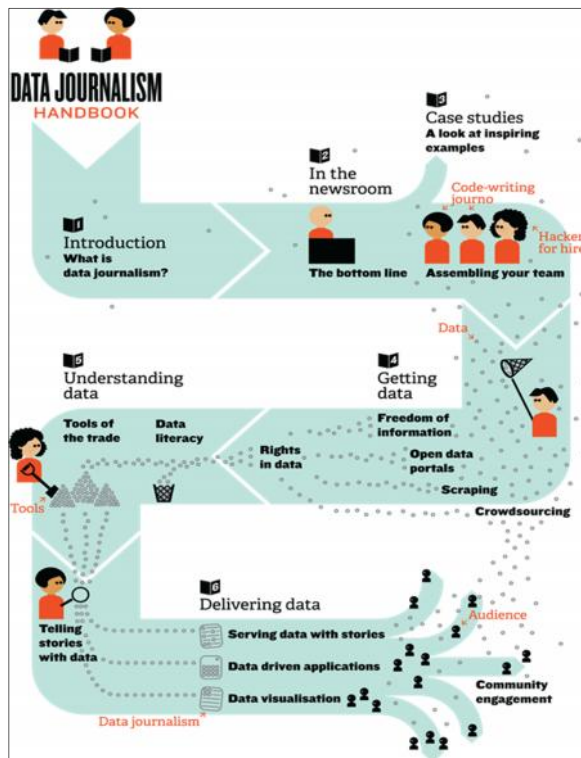 DATA JOURNALISM
HANDBOOK
1
Introduction
What is
data journalism?
2
In the
newsroom
The bottom line
3
Case studies
A look at inspiring
examples
Code-writing
journo
Hacker
for hire
Assembling your team
Data
4
Getting
data
Freedom of
information
Open data
portals
Scraping
Crowdsourcing
Rights
in data
5
Understanding
data
Tools of
the trade
Data
literacy
Tools
Telling
stories
with data
6
Delivering data
Serving data with stories
Data driven applications
Data visualisation
Data journalism
Audience
Community
engagement